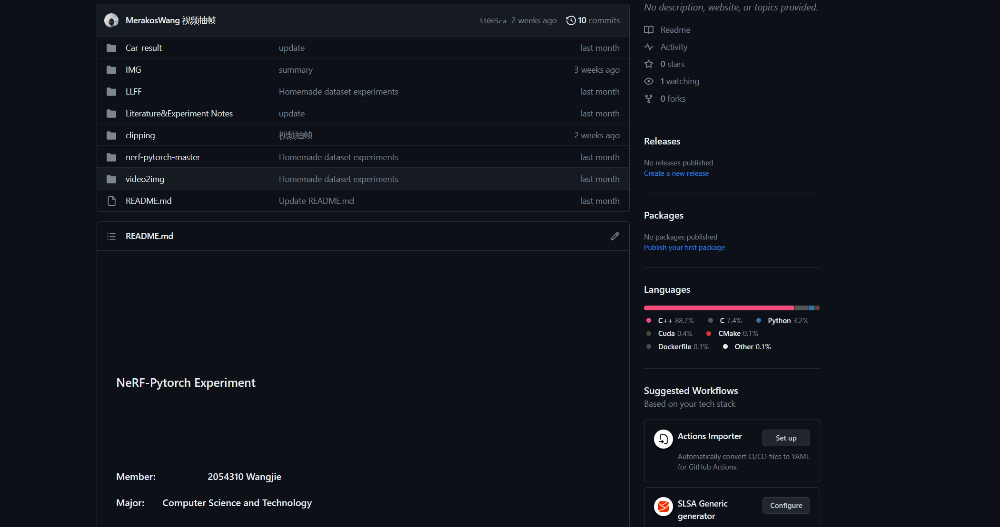 MerakosWang 视频抽帧 51065ca 2 weeks ago 10 commits
Car_result update last month
IMG summary 3 weeks ago
LLFF Homemade dataset experiments last month
Literature&Experiment Notes update last month
clipping 视频抽帧 2 weeks ago
nerf-pytorch-master Homemade dataset experiments last month
video2img Homemade dataset experiments last month
README.md Update README.md last month
README.md
NeRF-Pytorch Experiment
Member: 2054310 Wangjie
Major: Computer Science and Technology
No description, website, or topics provided.
Readme
Activity
0 stars
1 watching
0 forks
Releases
No releases published
Create a new release
Packages
No packages published
Publish your first package
Languages
C++ 88.7% C 7.4% Python 3.2%
Cuda 0.4% CMake 0.1%
Dockerfile 0.1% Other 0.1%
Suggested Workflows
Based on your tech stack
Actions Importer Set up
Automatically convert CI/CD files to YAML
for GitHub Actions.
SLSA Generic Configure
generator